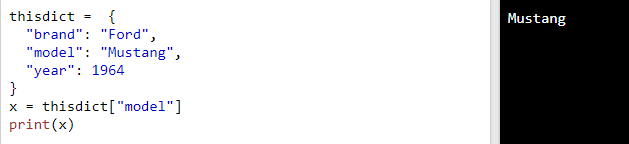 thisdict =  {
  "brand": "Ford",
  "model": "Mustang",
  "year": 1964
}
x = thisdict["model"]
print(x)
Mustang